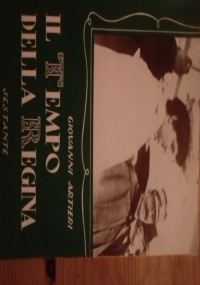 GIOVANNI ARTIERI
IL TEMPO
DELLA REGINA
SESTANTE